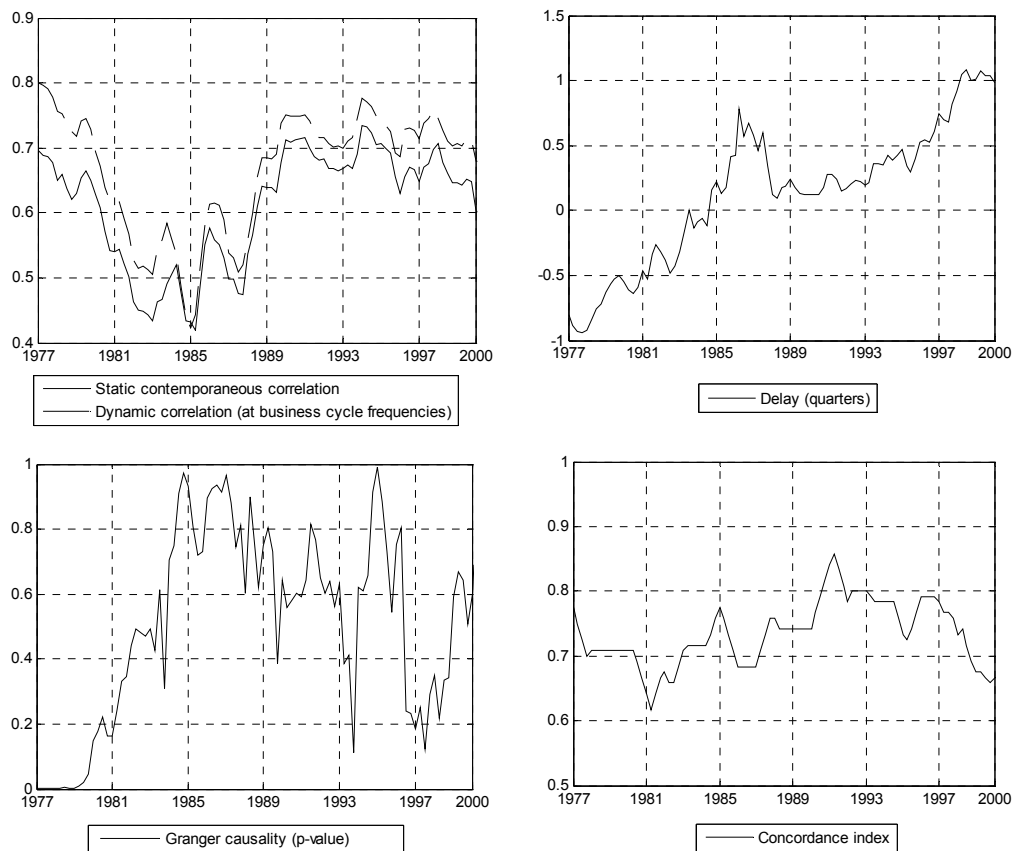 0.9
0.8
0.7
0.6
0.5
0.4
1977 1981 1985 1989 1993 1997 2000
Static contemporaneous correlation
Dynamic correlation (at business cycle frequencies)
1.5
1
0.5
0
-0.5
-1
1977 1981 1985 1989 1993 1997 2000
Delay (quarters)
1
0.8
0.6
0.4
0.2
0
1977 1981 1985 1989 1993 1997 2000
Granger causality (p-value)
1
0.9
0.8
0.7
0.6
0.5
1977 1981 1985 1989 1993 1997 2000
Concordance index